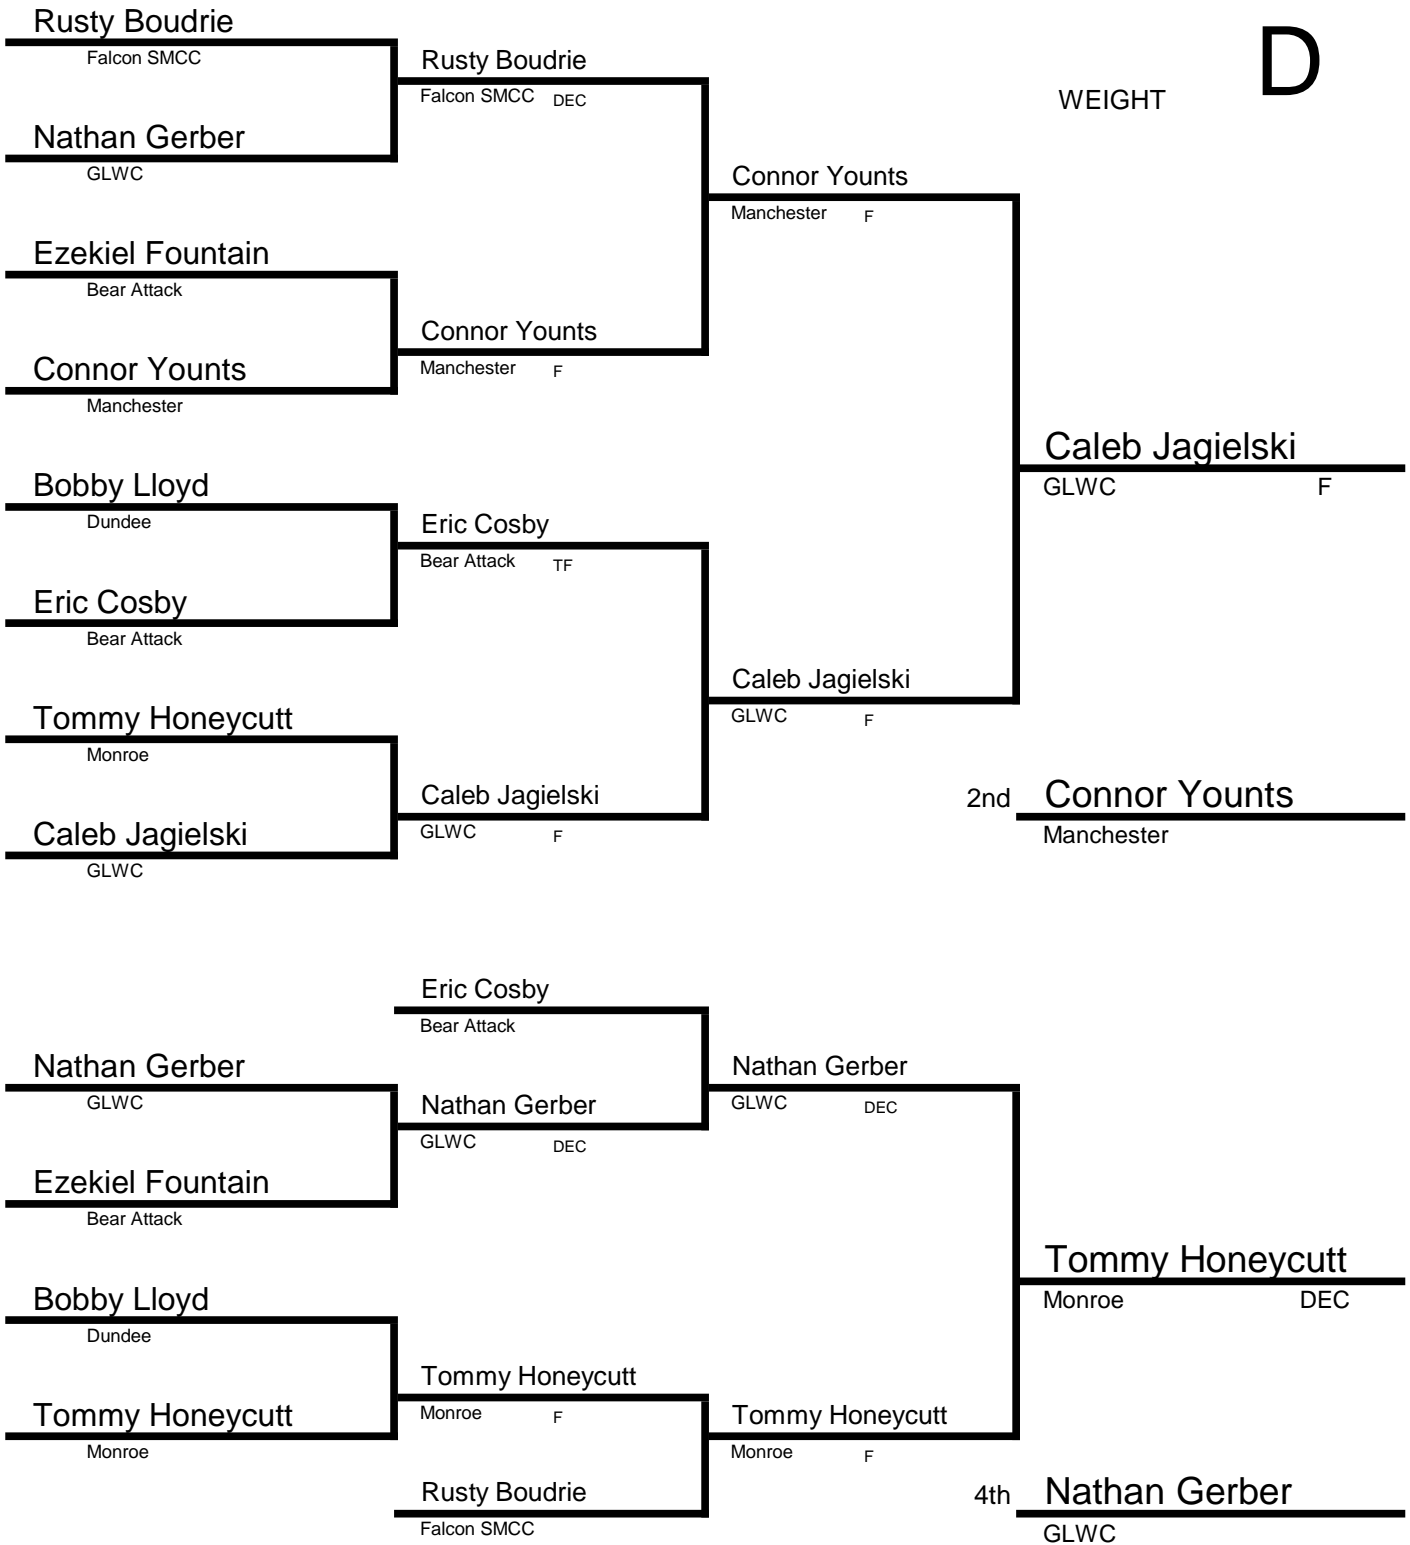 Rusty Boudrie
Falcon SMCC
Rusty Boudrie
Falcon SMCC DEC
D
WEIGHT
Nathan Gerber
GLWC
Connor Younts
Manchester F
Ezekiel Fountain
Bear Attack
Connor Younts
Manchester F
Connor Younts
Manchester
Caleb Jagielski
GLWC F
Bobby Lloyd
Dundee
Eric Cosby
Bear Attack TF
Eric Cosby
Bear Attack
Caleb Jagielski
GLWC F
Tommy Honeycutt
Monroe
Caleb Jagielski
GLWC F
2nd Connor Younts
Manchester
Caleb Jagielski
GLWC
Eric Cosby
Bear Attack
Nathan Gerber
GLWC
Nathan Gerber
GLWC DEC
Nathan Gerber
GLWC DEC
Ezekiel Fountain
Bear Attack
Tommy Honeycutt
Monroe DEC
Bobby Lloyd
Dundee
Tommy Honeycutt
Monroe F
Tommy Honeycutt
Monroe
Tommy Honeycutt
Monroe F
Rusty Boudrie
Falcon SMCC
4th Nathan Gerber
GLWC